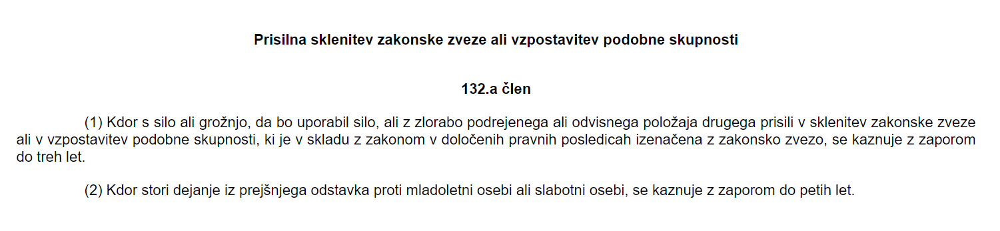 Prisilna sklenitev zakonske zveze ali vzpostavitev podobne skupnosti
132.a člen
(1) Kdor s silo ali grožnjo, da bo uporabil silo, ali z zlorabo podrejenega ali odvisnega položaja drugega prisili v sklenitev zakonske zveze
ali v vzpostavitev podobne skupnosti, ki je v skladu z zakonom v določenih pravnih posledicah izenačena z zakonsko zvezo, se kaznuje z zaporom
do treh let.
(2) Kdor stori dejanje iz prejšnjega odstavka proti mladoletni osebi ali slabotni osebi, se kaznuje z zaporom do petih let.